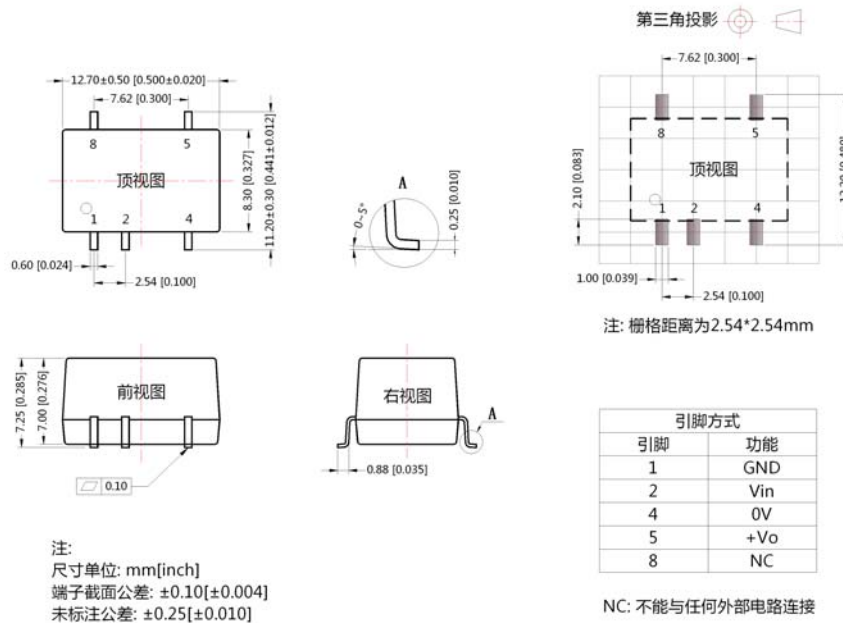 第三角投影
12.70±0.50 [0.500±0.020]
7.62 [0.300]
8 5
顶视图
1 2 4
8.30 [0.327]
11.20±0.30 [0.441±0.012]
0.60 [0.024]
2.54 [0.100]
A
0~5°
0.25 [0.010]
7.62 [0.300]
8 5
顶视图
1 2 4
2.10 [0.083]
1.00 [0.039]
2.54 [0.100]
注: 栅格距离为2.54*2.54mm
7.25 [0.285]
7.00 [0.276]
前视图
0.10
右视图
A
0.88 [0.035]
引脚方式
引脚 功能
1 GND
2 Vin
4 0V
5 +Vo
8 NC
NC: 不能与任何外部电路连接
注:
尺寸单位: mm[inch]
端子截面公差: ±0.10[±0.004]
未标注公差: ±0.25[±0.010]